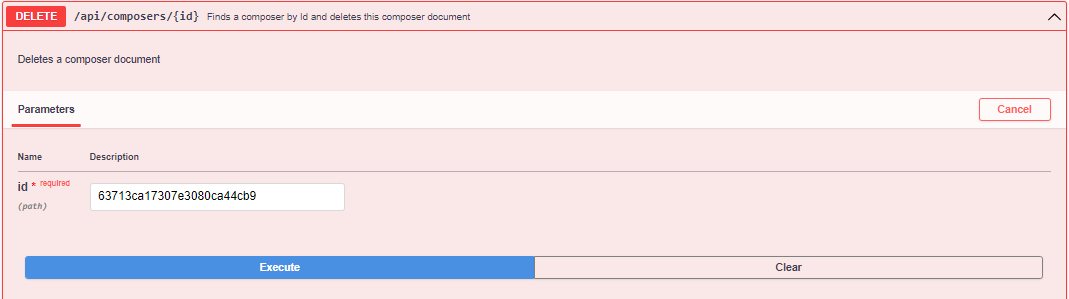 DELETE /api/composers/{id} Finds a composer by Id and deletes this composer document
Deletes a composer document
Parameters Cancel
Name Description
id * required
(path)
63713ca17307e3080ca44cb9
Execute Clear